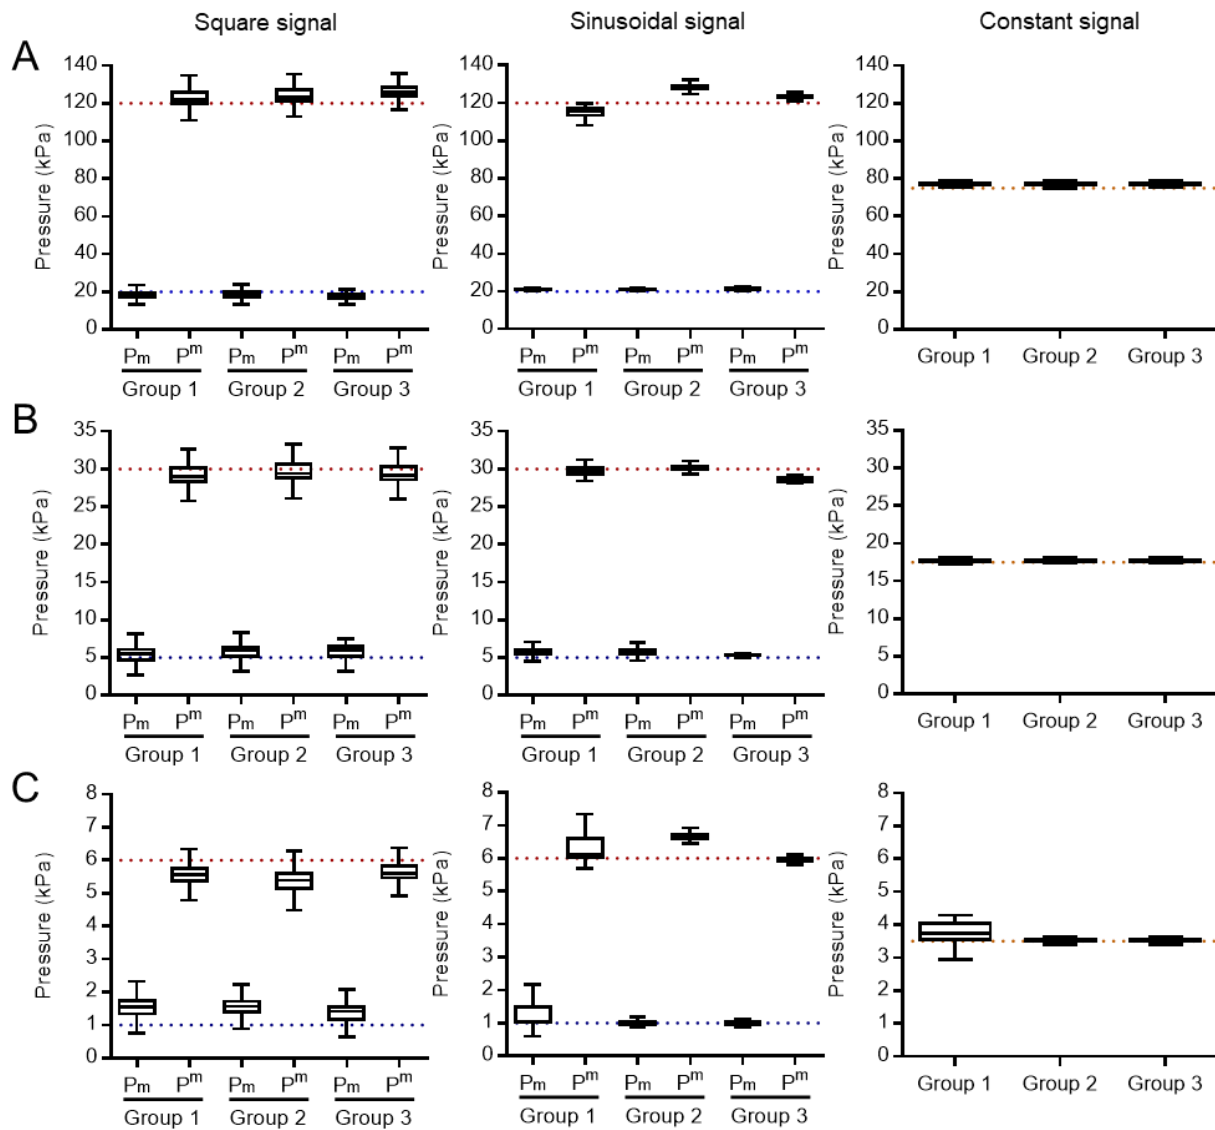 Square signal Sinusoidal signal Constant signal
A
Pressure (kPa) 140 120 100 80 60 40 20 0
Pm Pᵐ Pm Pᵐ Pm Pᵐ
Group 1 Group 2 Group 3
Pressure (kPa) 140 120 100 80 60 40 20 0
Pm Pᵐ Pm Pᵐ Pm Pᵐ
Group 1 Group 2 Group 3
Pressure (kPa) 140 120 100 80 60 40 20 0
Group 1 Group 2 Group 3
B
Pressure (kPa) 35 30 25 20 15 10 5 0
Pm Pᵐ Pm Pᵐ Pm Pᵐ
Group 1 Group 2 Group 3
Pressure (kPa) 35 30 25 20 15 10 5 0
Pm Pᵐ Pm Pᵐ Pm Pᵐ
Group 1 Group 2 Group 3
Pressure (kPa) 35 30 25 20 15 10 5 0
Group 1 Group 2 Group 3
C
Pressure (kPa) 8 7 6 5 4 3 2 1 0
Pm Pᵐ Pm Pᵐ Pm Pᵐ
Group 1 Group 2 Group 3
Pressure (kPa) 8 7 6 5 4 3 2 1 0
Pm Pᵐ Pm Pᵐ Pm Pᵐ
Group 1 Group 2 Group 3
Pressure (kPa) 8 7 6 5 4 3 2 1 0
Group 1 Group 2 Group 3